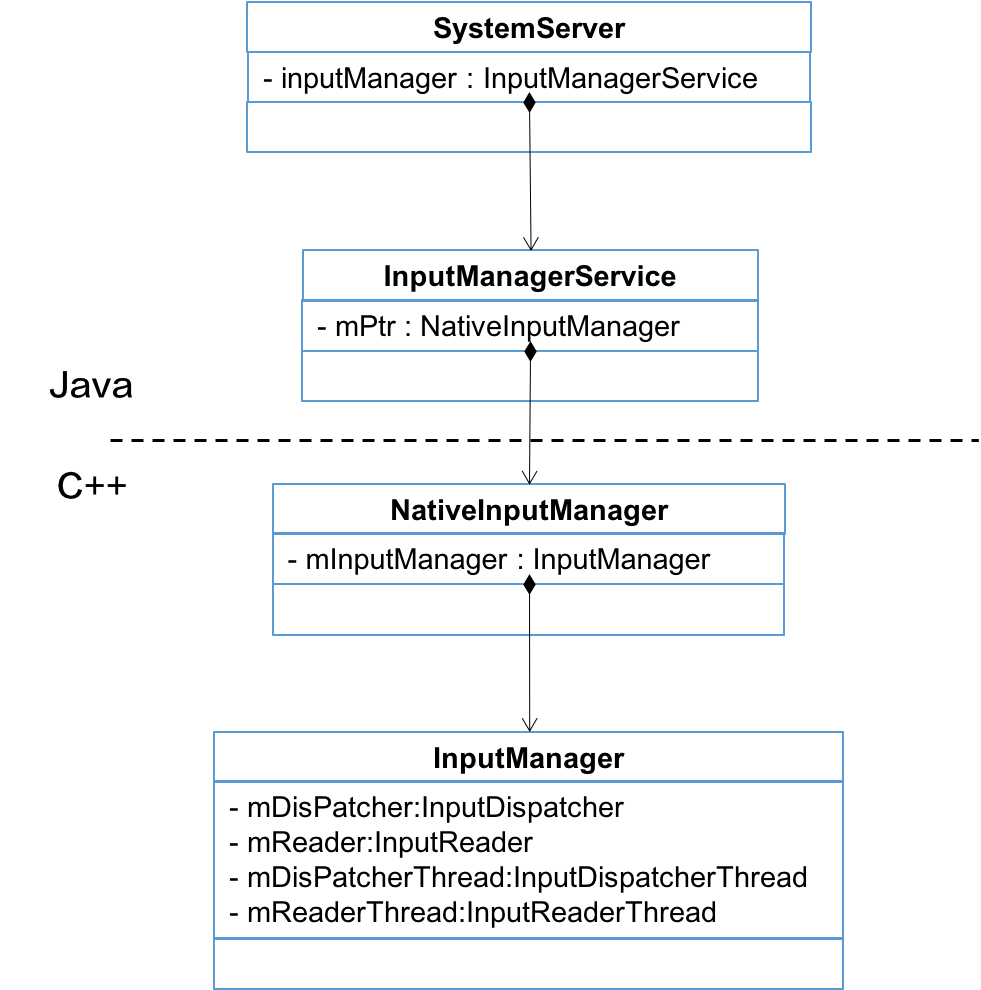 SystemServer
- inputManager : InputManagerService
InputManagerService
- mPtr : NativeInputManager
Java
C++
NativeInputManager
- mInputManager : InputManager
InputManager
- mDisPatcher:InputDispatcher
- mReader:InputReader
- mDisPatcherThread:InputDispatcherThread
- mReaderThread:InputReaderThread